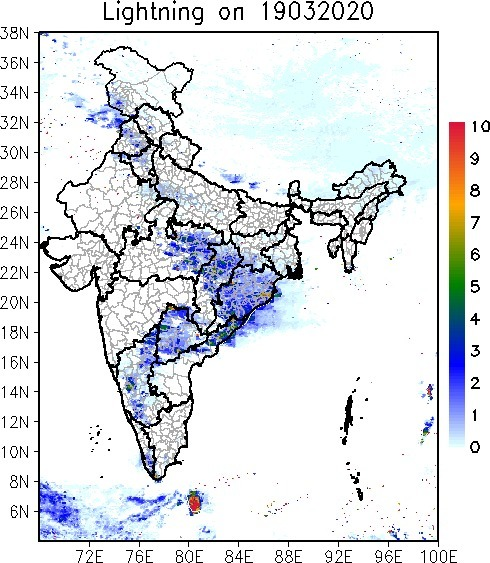 Lightning on 19032020
38N
36N
34N
32N
30N
28N
26N
24N
22N
20N
18N
16N
14N
12N
10N
8N
6N
72E 76E 80E 84E 88E 92E 96E 100E
10
9
8
7
6
5
4
3
2
1
0